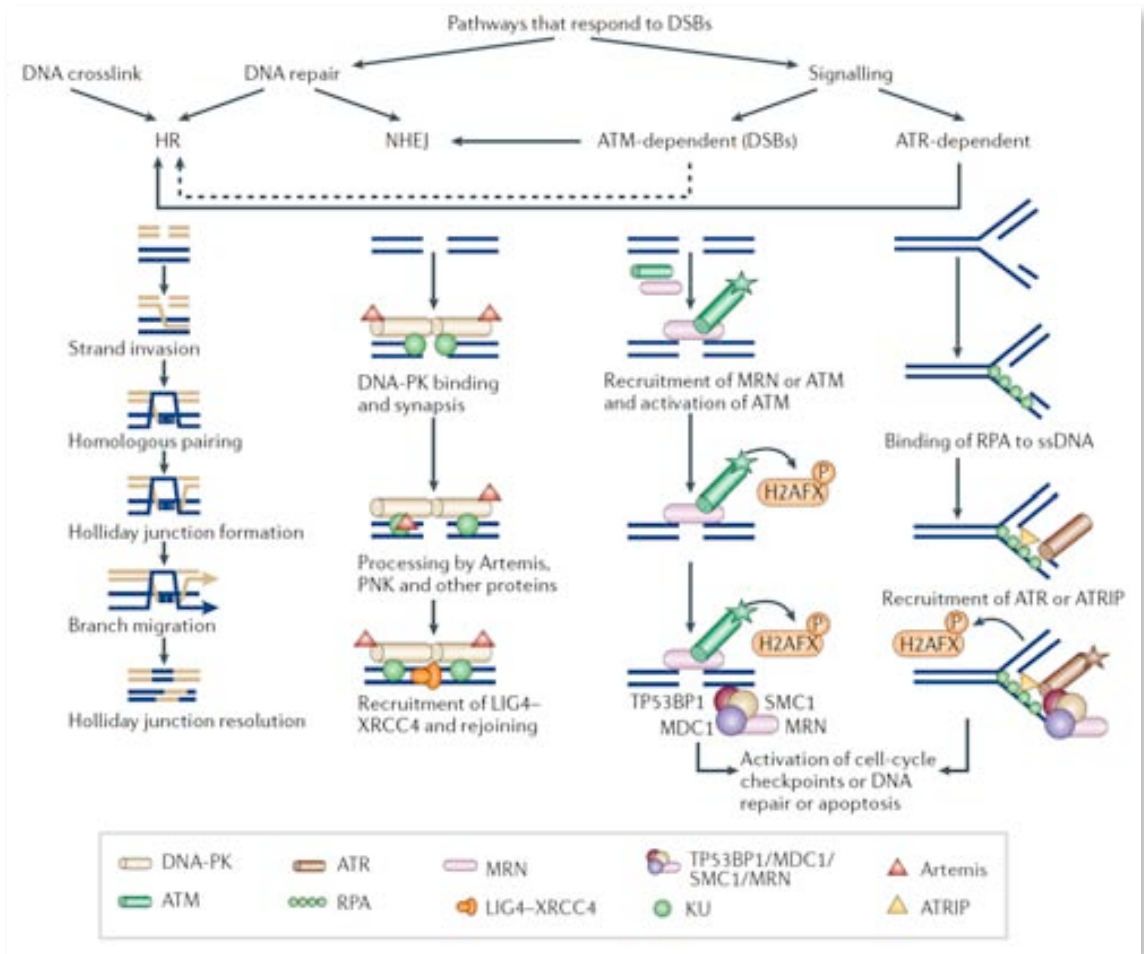 Pathways that respond to DSBs
DNA crosslink
DNA repair
Signalling
HR
NHEJ
ATM-dependent (DSBs)
ATR-dependent
Strand invasion
Homologous pairing
Holliday junction formation
Branch migration
Holliday junction resolution
DNA-PK binding
and synapsis
Processing by Artemis,
PNK and other proteins
Recruitment of LIG4–
XRCC4 and rejoining
Recruitment of MRN or ATM
and activation of ATM
P
H2AFX
P
H2AFX
TP53BP1
SMC1
MDC1
MRN
Binding of RPA to ssDNA
Recruitment of ATR or ATRIP
P
H2AFX
Activation of cell-cycle
checkpoints or DNA
repair or apoptosis
DNA-PK
ATR
MRN
TP53BP1/MDC1/
SMC1/MRN
Artemis
ATM
RPA
LIG4–XRCC4
KU
ATRIP